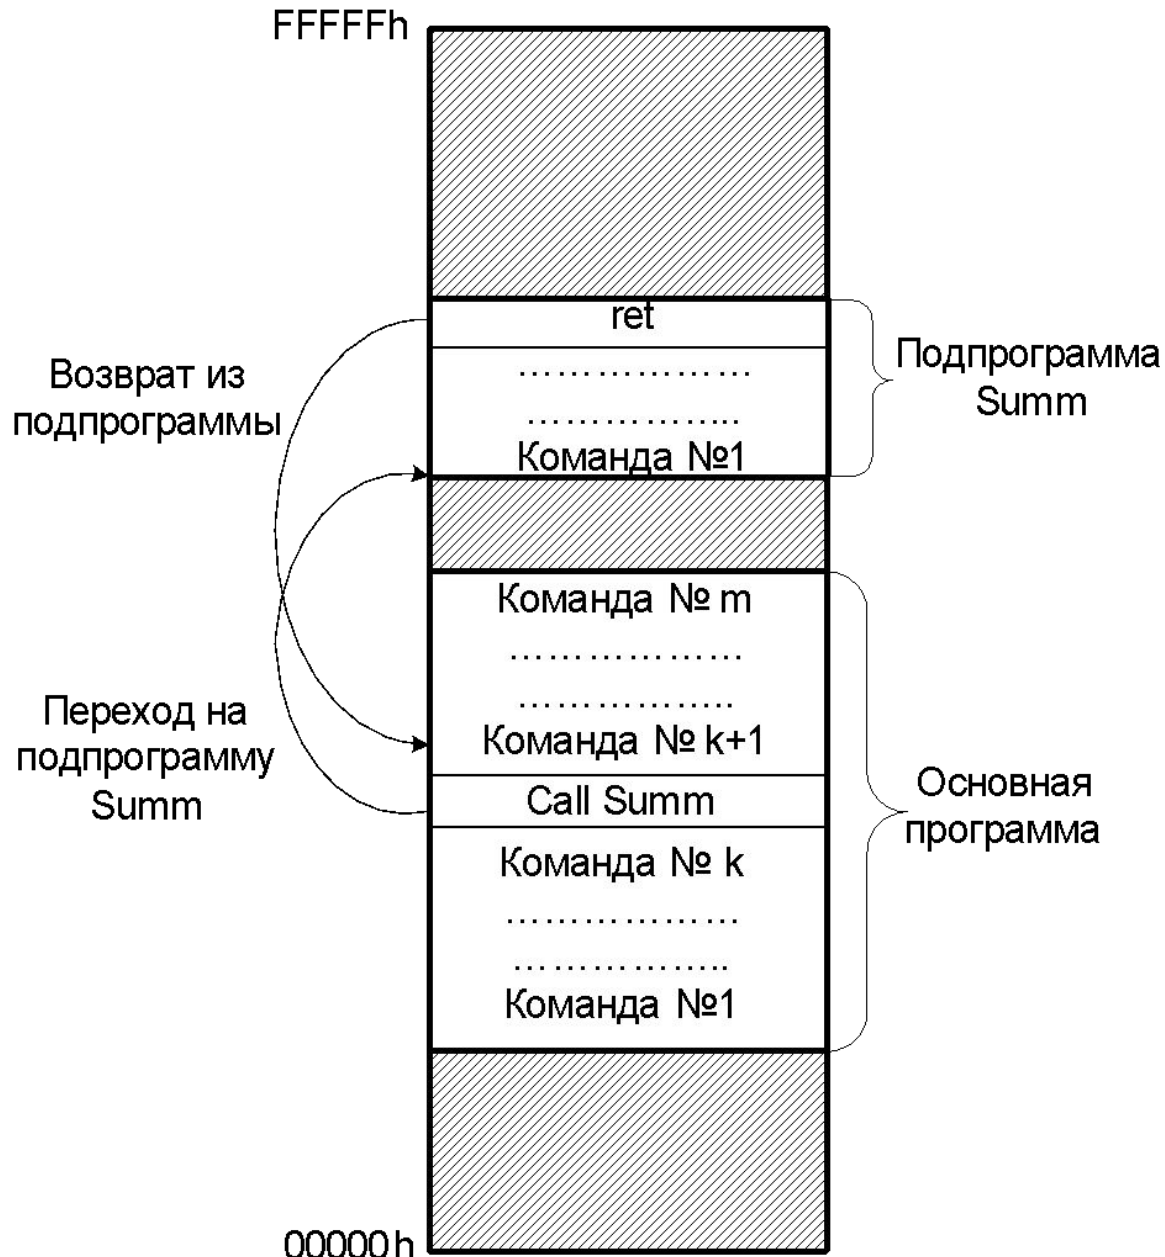 FFFFFh
ret
………………
……………..
Команда №1
Возврат из
подпрограммы
Подпрограмма
Summ
Команда № m
………………
……………..
Команда № k+1
Call Summ
Команда № k
………………
……………..
Команда №1
Переход на
подпрограмму
Summ
Основная
программа
00000h